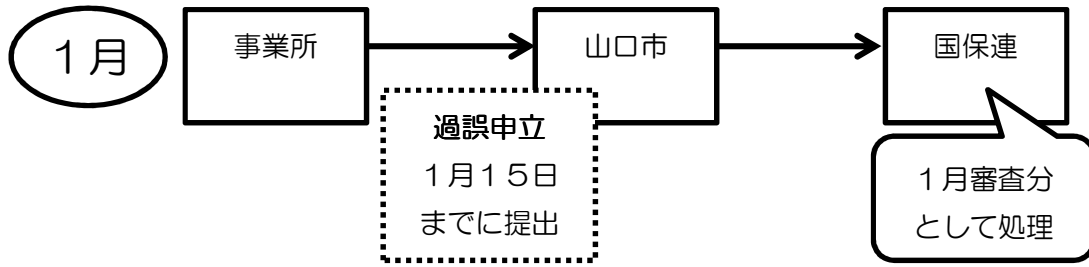 １月
事業所
山口市
国保連
過誤申立
１月１５日
までに提出
１月審査分
として処理